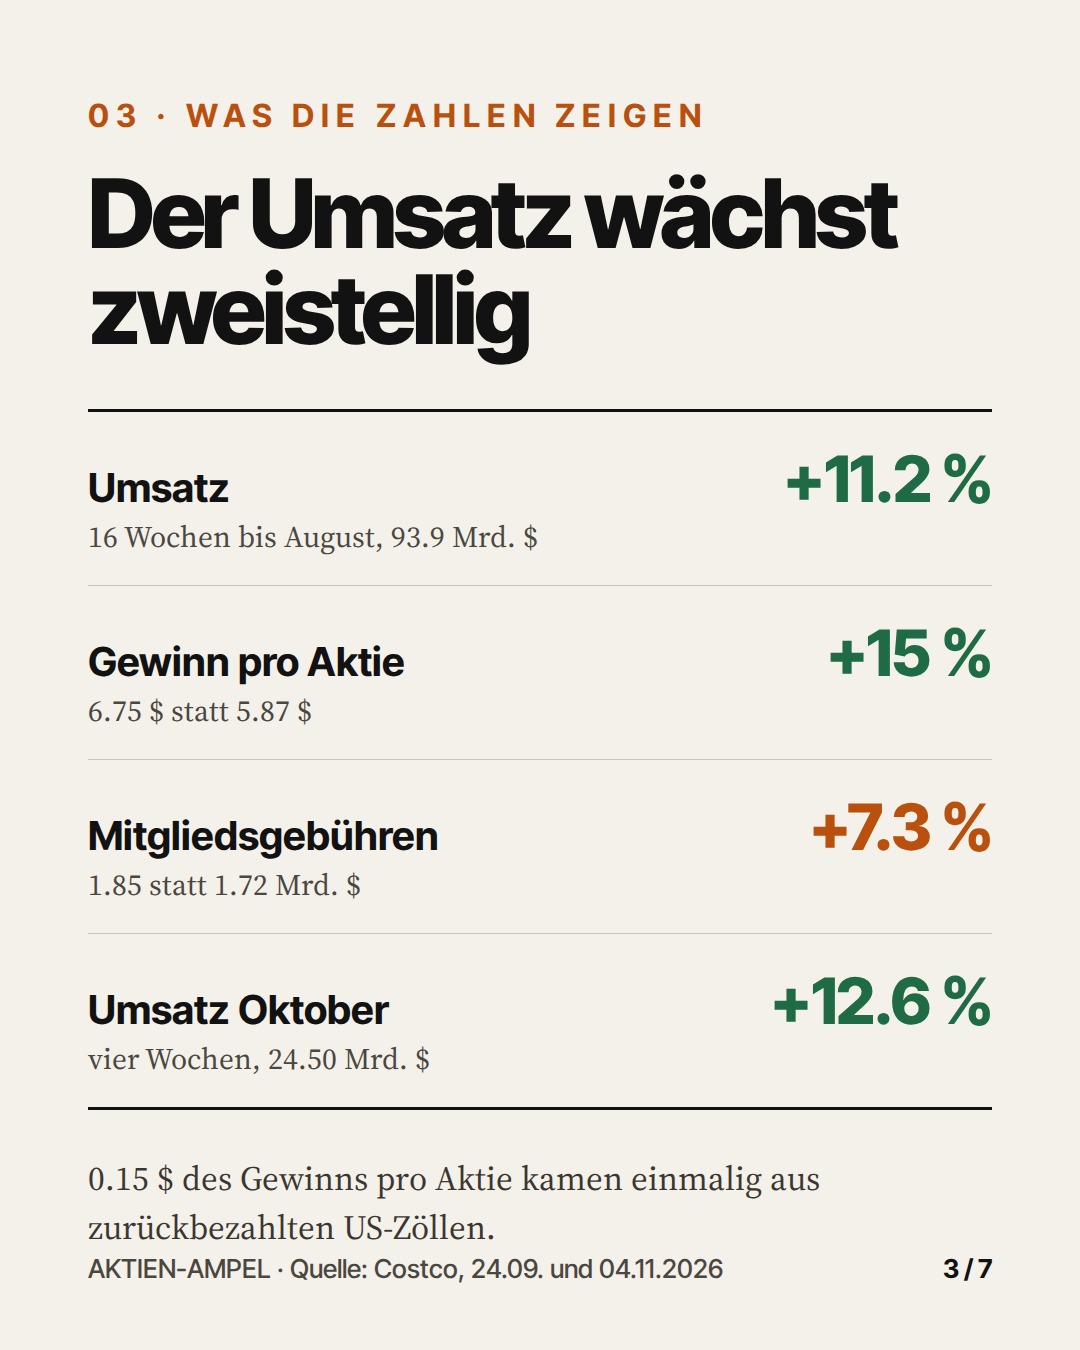 03 · WAS DIE ZAHLEN ZEIGEN
Der Umsatz wächst
zweistellig
Umsatz
+11.2 %
16 Wochen bis August, 93.9 Mrd. $
Gewinn pro Aktie
+15 %
6.75 $ statt 5.87 $
Mitgliedsgebühren
+7.3 %
1.85 statt 1.72 Mrd. $
Umsatz Oktober
+12.6 %
vier Wochen, 24.50 Mrd. $
0.15 $ des Gewinns pro Aktie kamen einmalig aus
zurückbezahlten US-Zöllen.
AKTIEN-AMPEL · Quelle: Costco, 24.09. und 04.11.2026
3 / 7